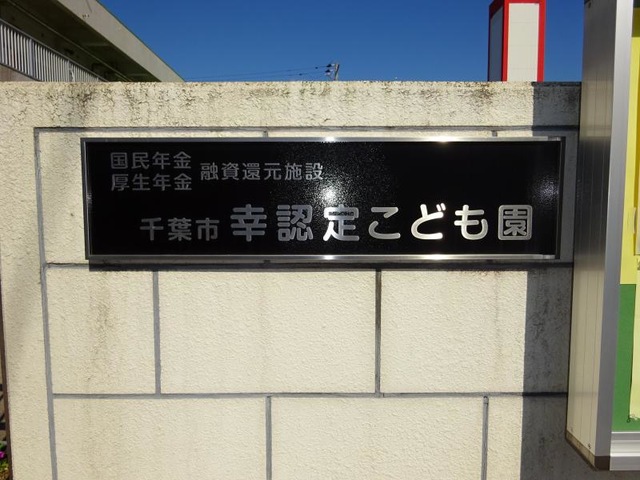 国民年金
厚生年金 融資還元施設
千葉市 幸認定こども園